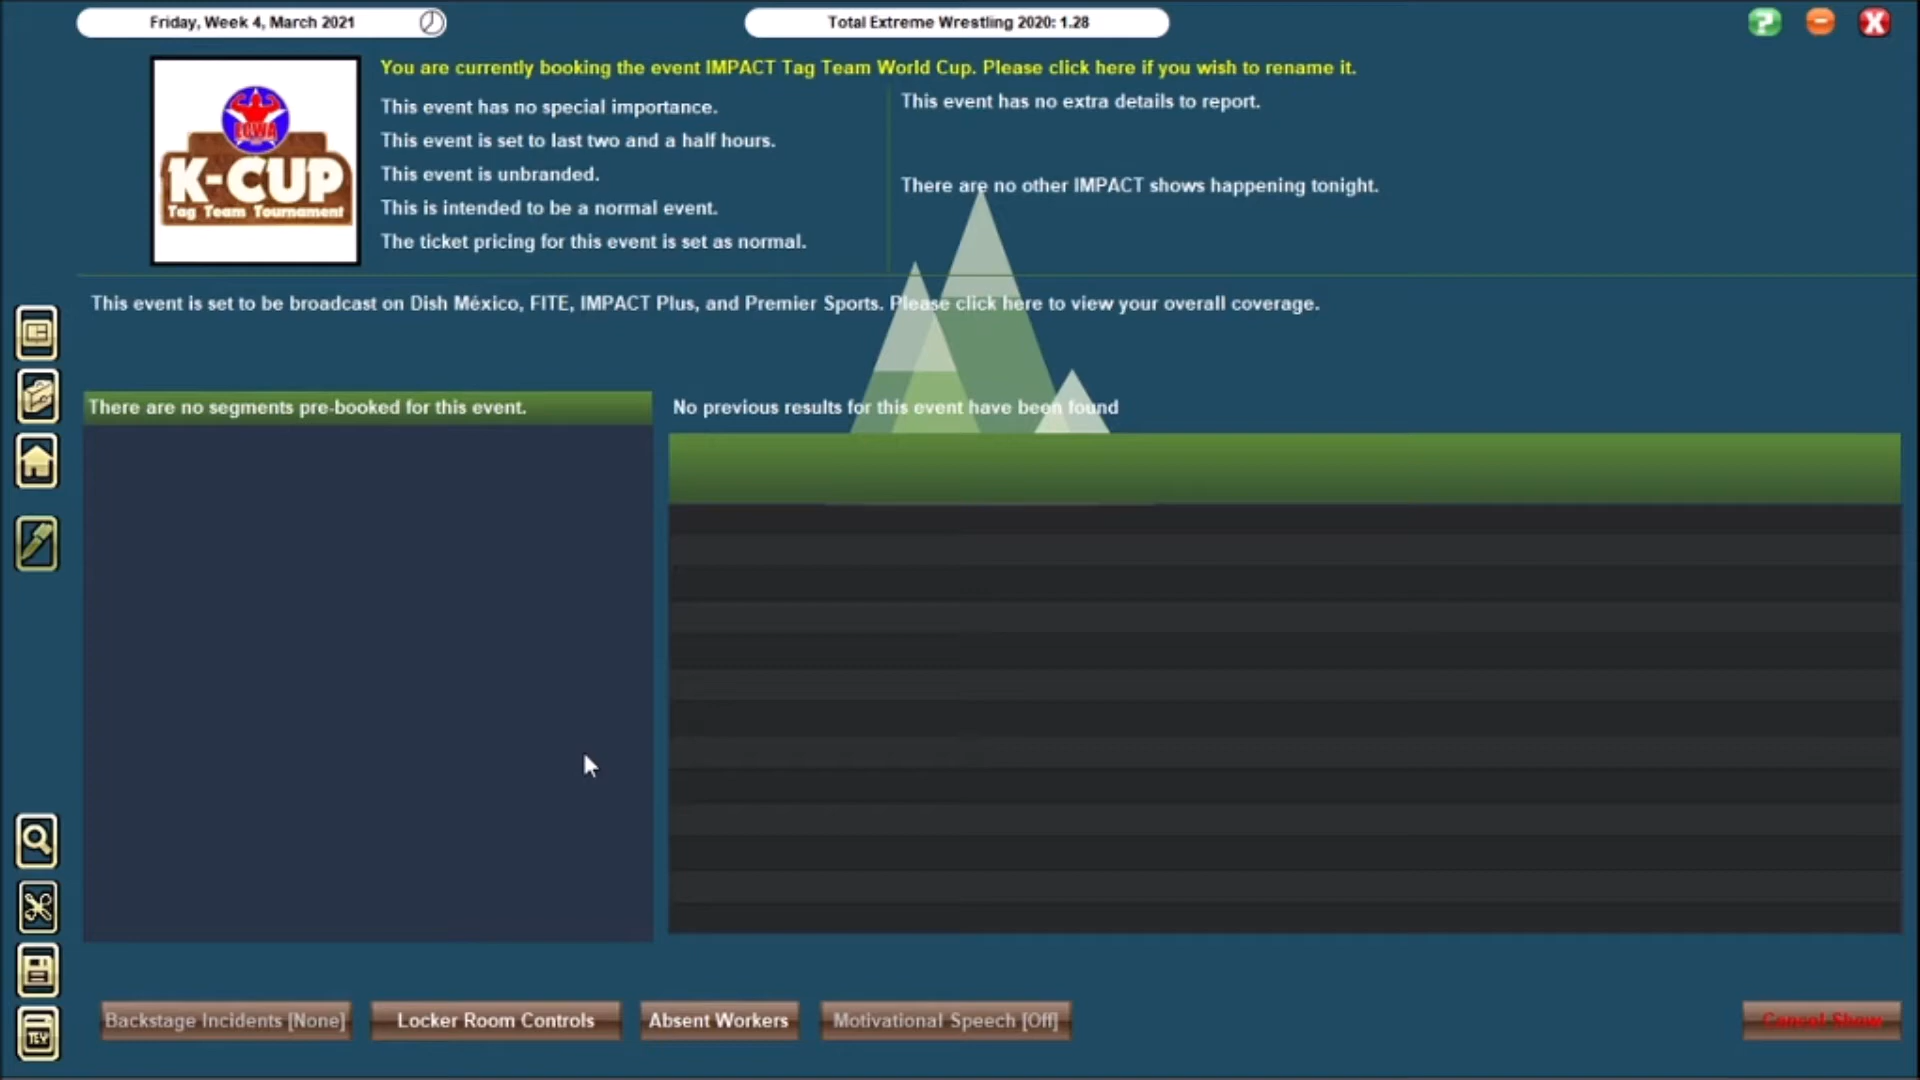 Friday, Week 4, March 2021
Total Extreme Wrestling 2020: 1.28
You are currently booking the event IMPACT Tag Team World Cup. Please click here if you wish to rename it.
ECWA
K-CUP
Tag Team Tournament
This event has no special importance.
This event is set to last two and a half hours.
This event is unbranded.
This is intended to be a normal event.
The ticket pricing for this event is set as normal.
This event has no extra details to report.
There are no other IMPACT shows happening tonight.
This event is set to be broadcast on Dish México, FITE, IMPACT Plus, and Premier Sports. Please click here to view your overall coverage.
There are no segments pre-booked for this event.
No previous results for this event have been found
TEW
Backstage Incidents [None]
Locker Room Controls
Absent Workers
Motivational Speech [Off]
Cancel Show